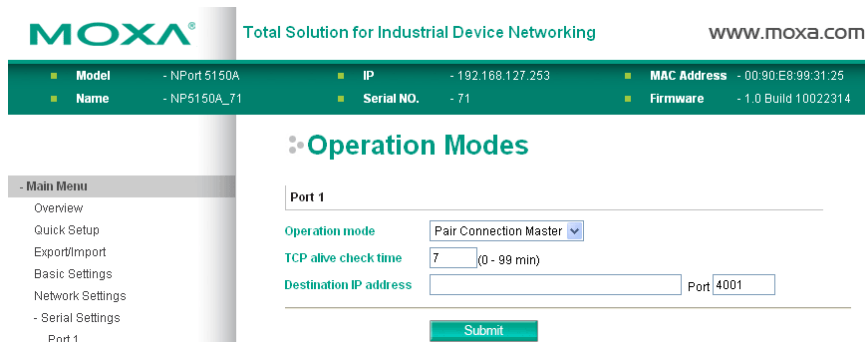 MOXA®
Total Solution for Industrial Device Networking
www.moxa.com
Model - NPort 5150A
IP - 192.168.127.253
MAC Address - 00:90:E8:99:31:25
Name - NP5150A_71
Serial NO. - 71
Firmware - 1.0 Build 10022314
Operation Modes
- Main Menu
Overview
Quick Setup
Export/Import
Basic Settings
Network Settings
- Serial Settings
Port 1
Port 1
Operation mode Pair Connection Master
TCP alive check time 7 (0 - 99 min)
Destination IP address Port 4001
Submit